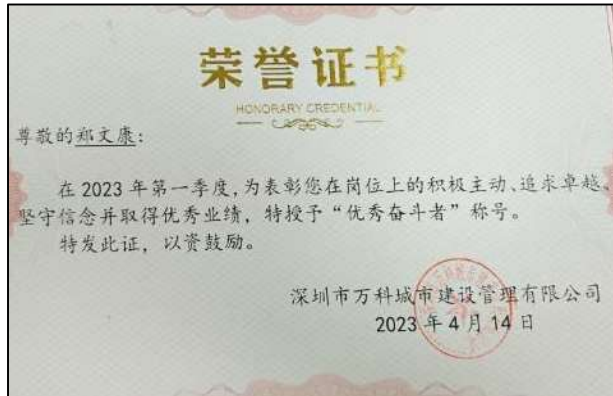 荣誉证书
HONORARY CREDENTIAL
尊敬的郑文康：
在2023年第一季度,为表彰您在岗位上的积极主动、追求卓越、
坚守信念并取得优秀业绩，特授予“优秀奋斗者”称号。
特发此证，以资鼓励。
深圳市万科城市建设管理有限公司
2023年4月14日